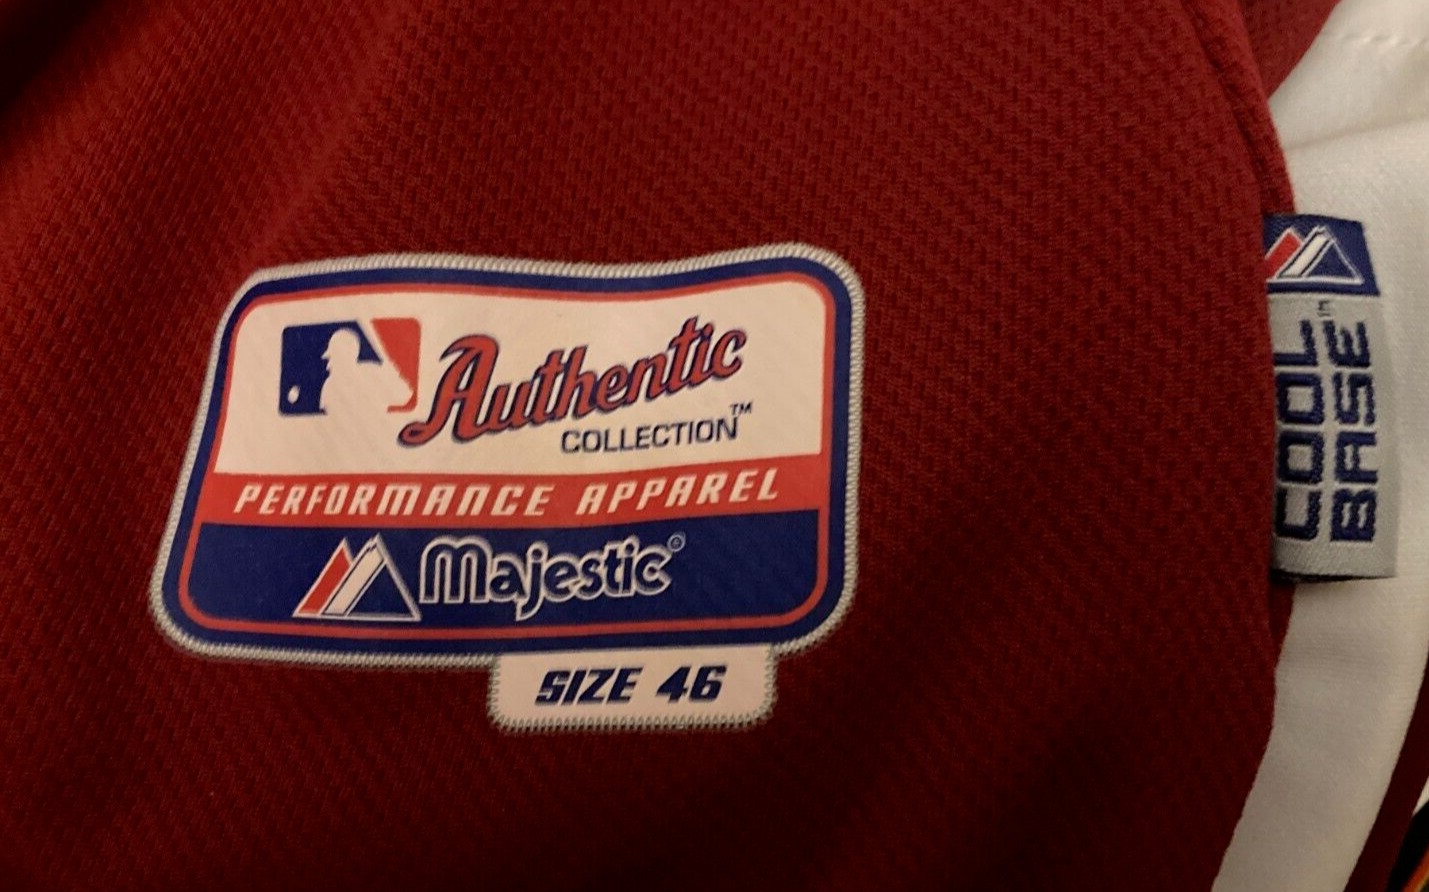 Authentic
COLLECTION™
PERFORMANCE APPAREL
Majestic®
SIZE 46
COOL
BASE™